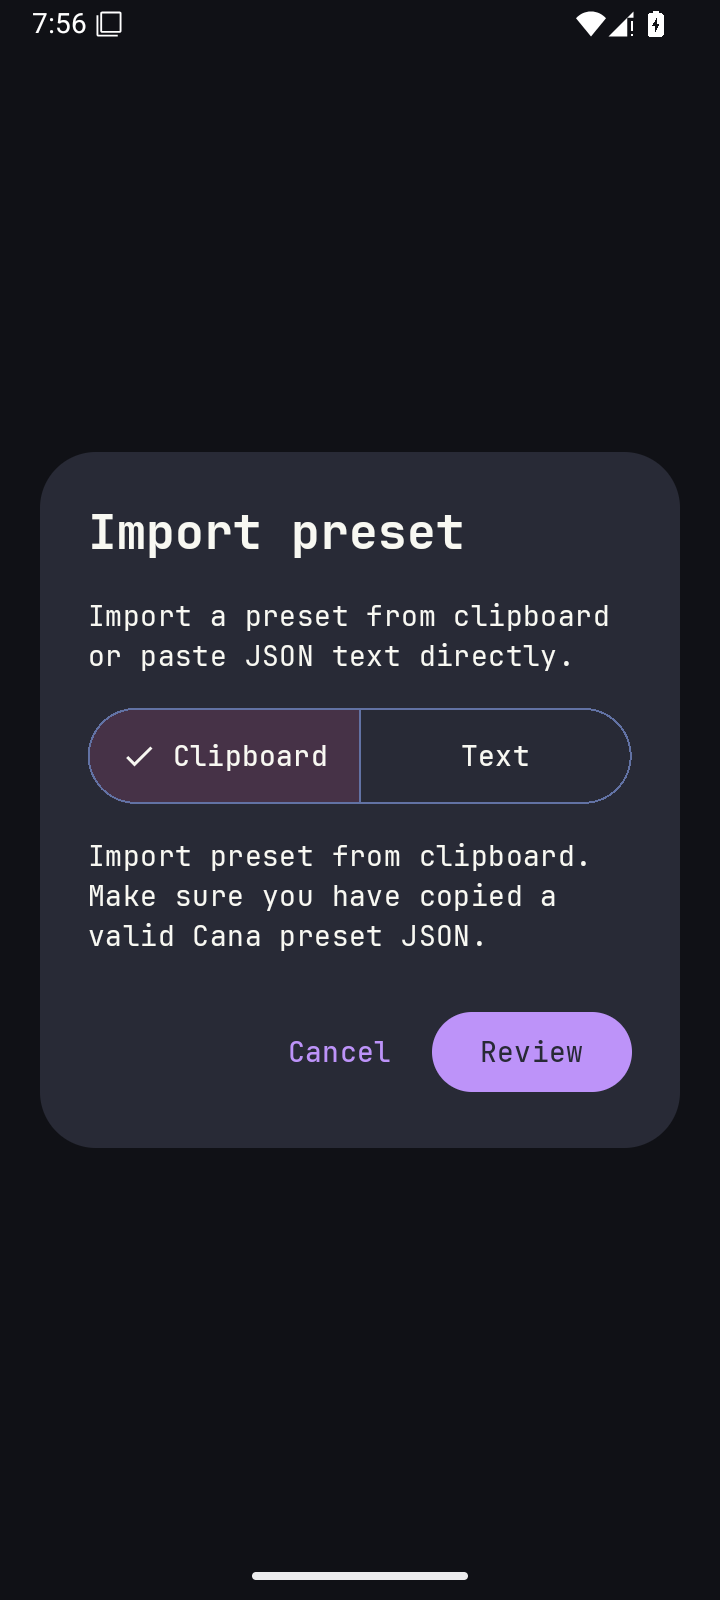 7:56
Import preset
Import a preset from clipboard
or paste JSON text directly.
Clipboard
Text
Import preset from clipboard.
Make sure you have copied a
valid Cana preset JSON.
Cancel
Review